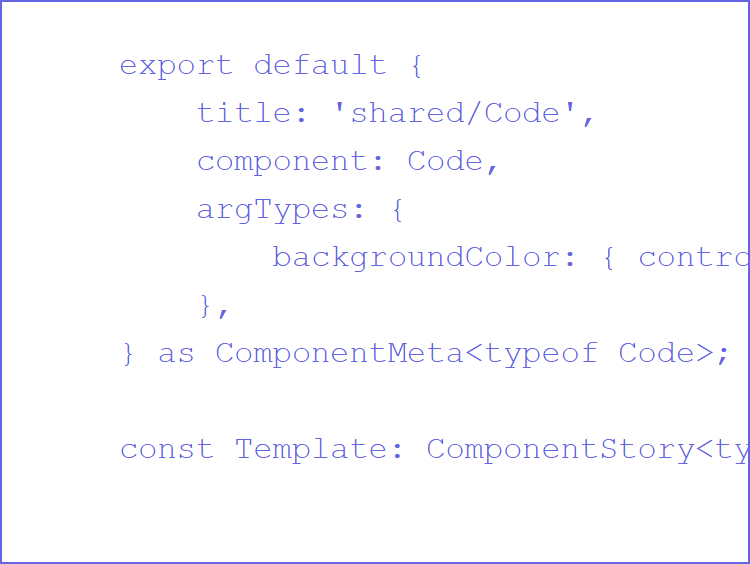 export default {
    title: 'shared/Code',
    component: Code,
    argTypes: {
        backgroundColor: { contro
    },
} as ComponentMeta<typeof Code>;
const Template: ComponentStory<ty